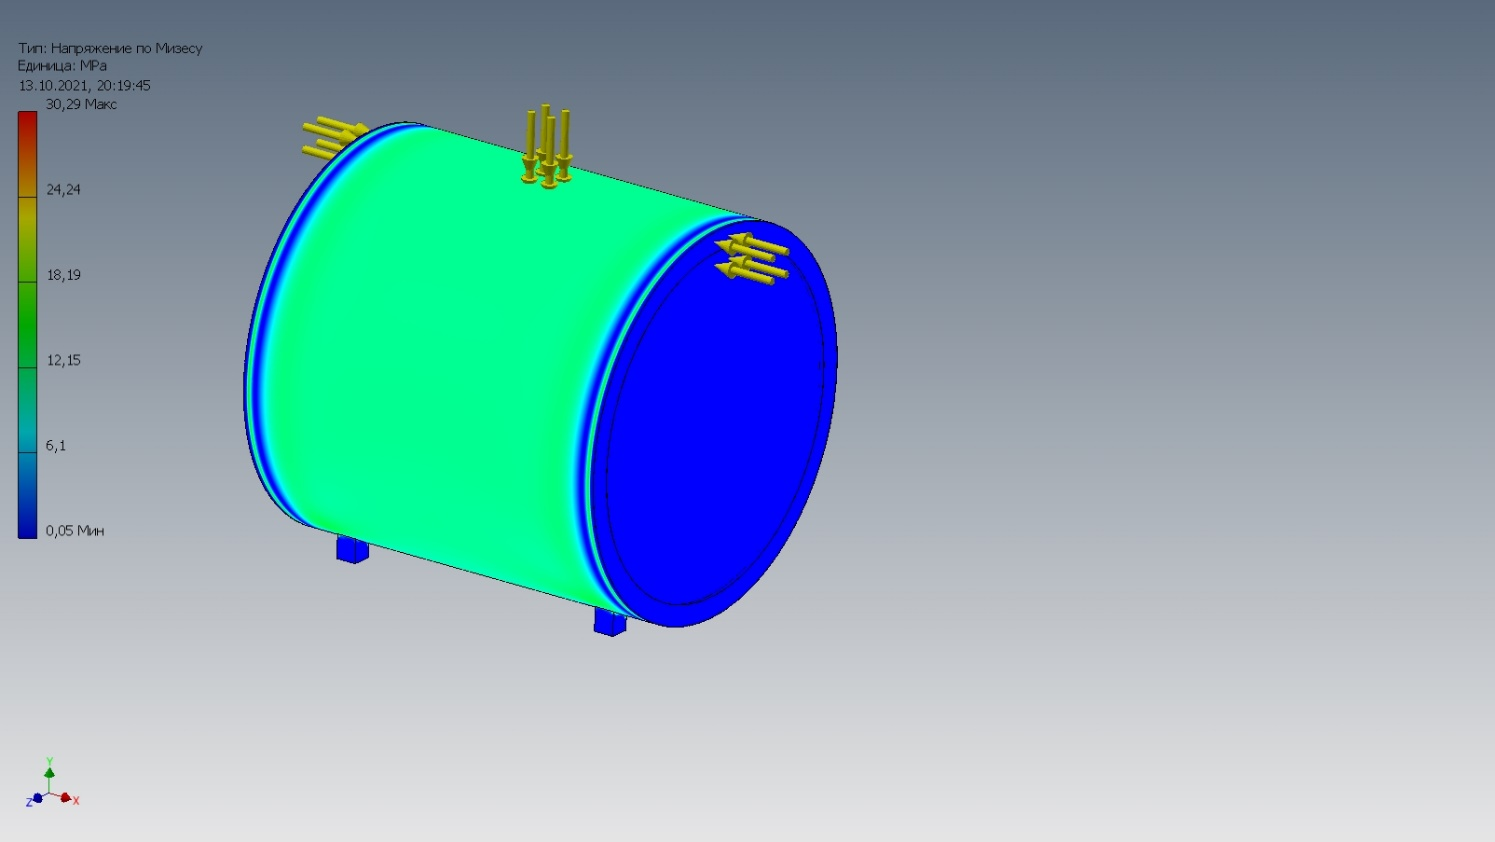 Тип: Напряжение по Мизесу
Единица: MPa
13.10.2021, 20:19:45
30,29 Макс
24,24
18,19
12,15
6,1
0,05 Мин
Y
Z X